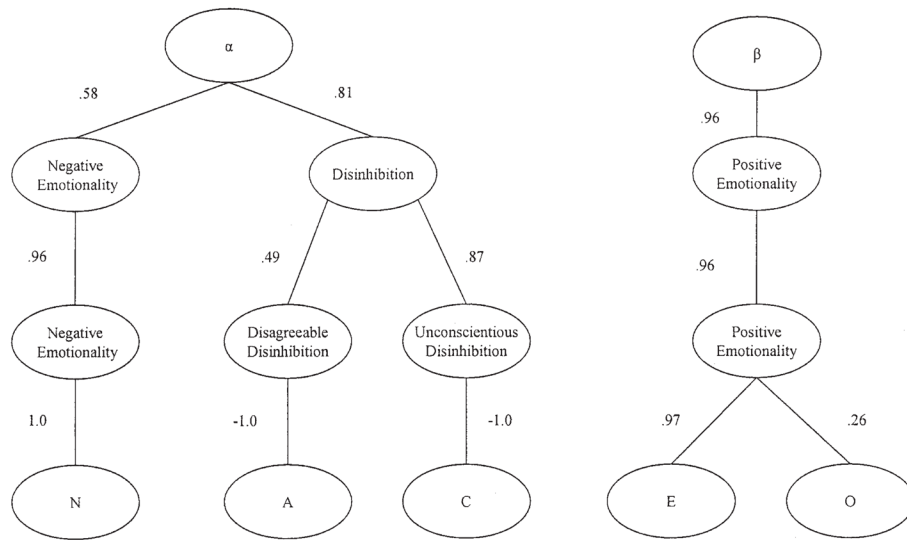 α
β
.58
.81
.96
Negative
Emotionality
Disinhibition
Positive
Emotionality
.96
.49
.87
.96
Negative
Emotionality
Disagreeable
Disinhibition
Unconscientious
Disinhibition
Positive
Emotionality
1.0
-1.0
-1.0
.97
.26
N
A
C
E
O